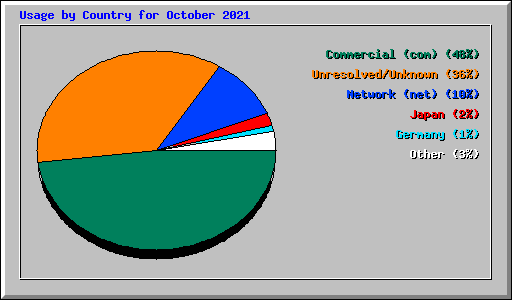 Usage by Country for October 2021
Commercial (com) (48%)
Unresolved/Unknown (36%)
Network (net) (10%)
Japan (2%)
Germany (1%)
Other (3%)